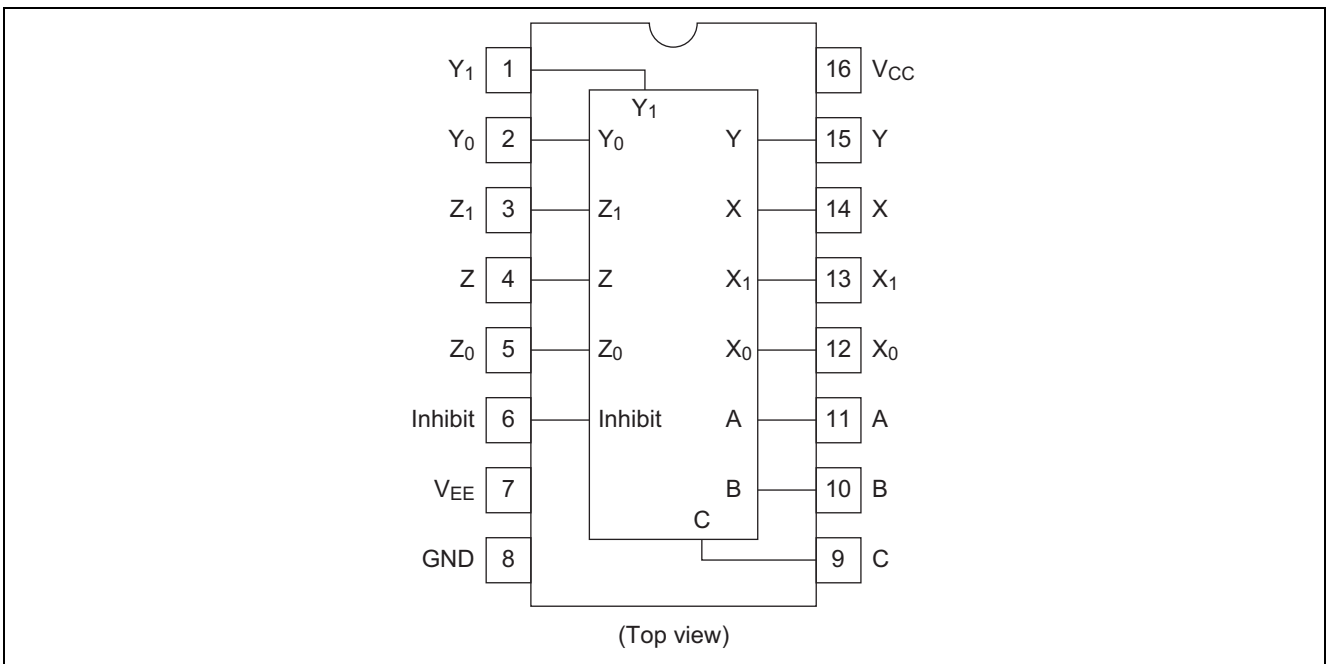 Y1 1 16 VCC
Y1
Y0 2 Y0 Y 15 Y
Z1 3 Z1 X 14 X
Z 4 Z X1 13 X1
Z0 5 Z0 X0 12 X0
Inhibit 6 Inhibit A 11 A
VEE 7 B 10 B
C
GND 8 9 C
(Top view)